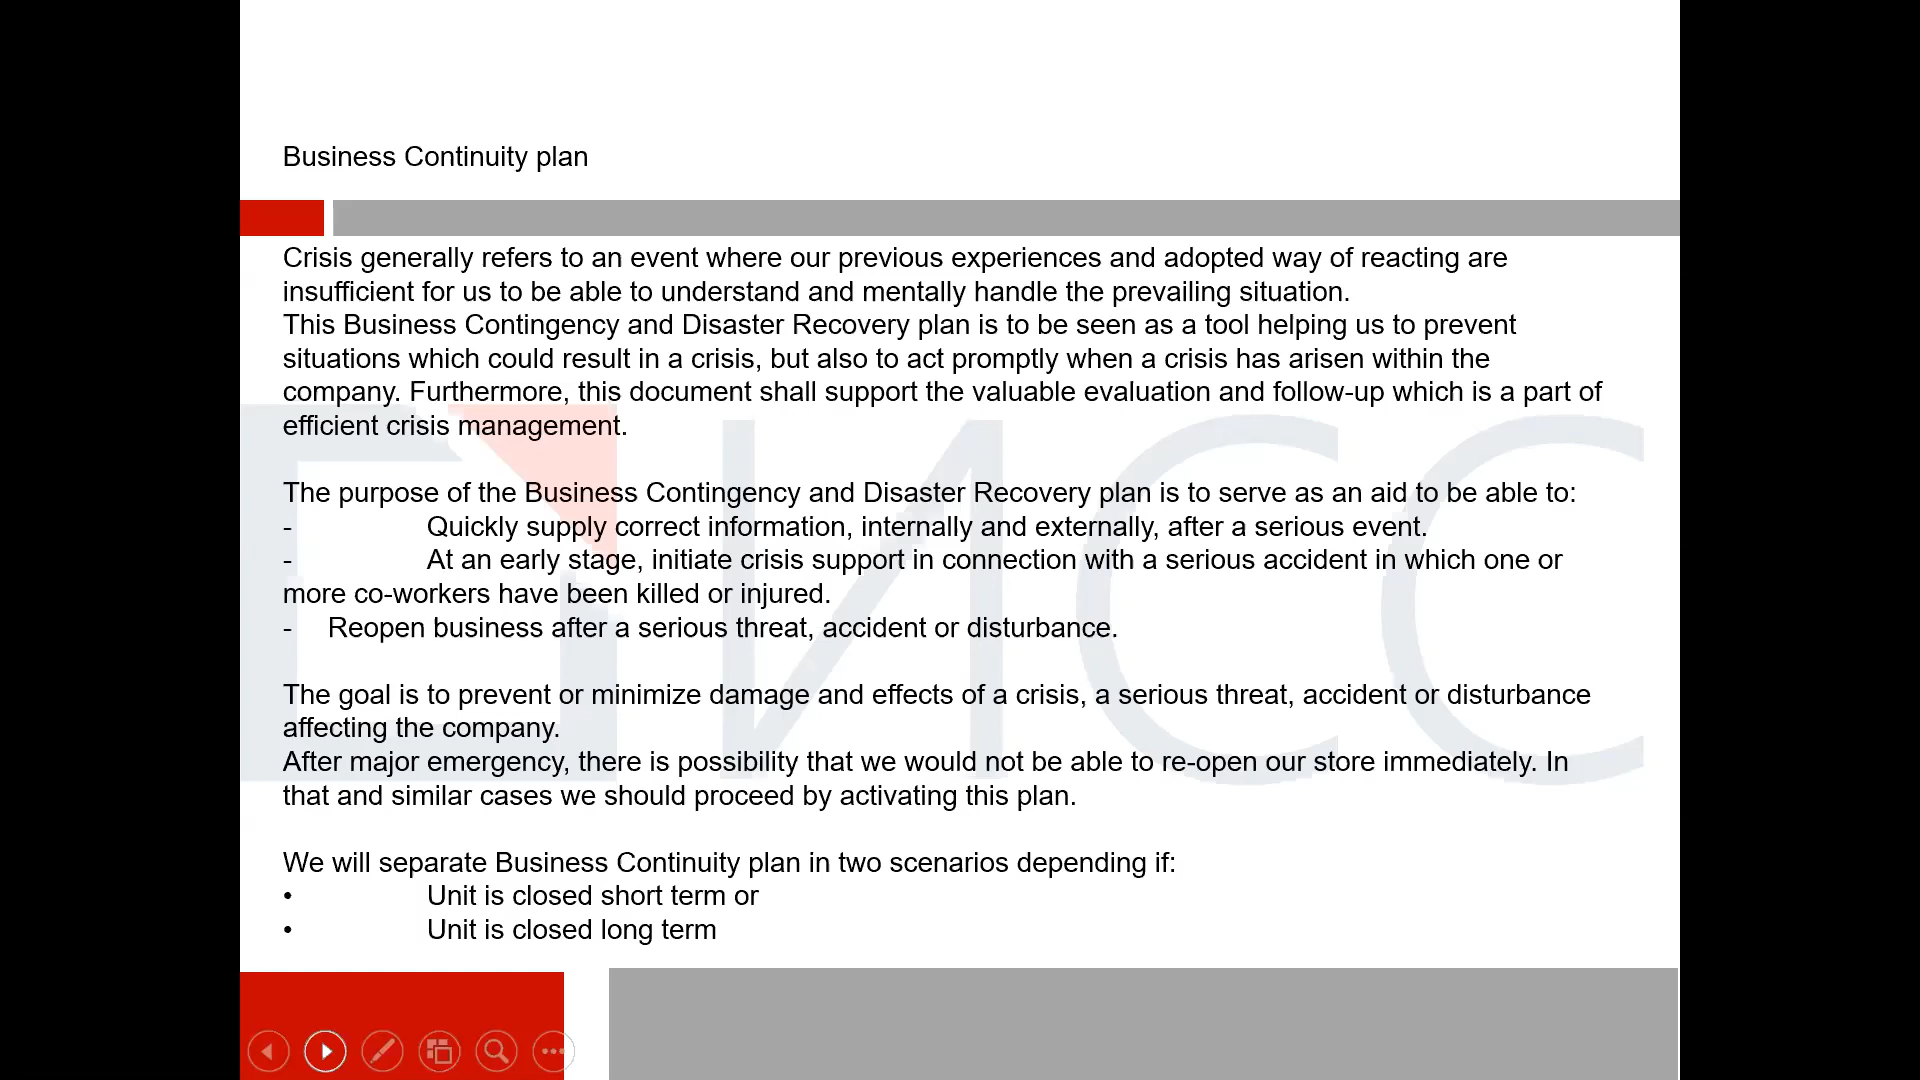 Business Continuity plan
Crisis generally refers to an event where our previous experiences and adopted way of reacting are
insufficient for us to be able to understand and mentally handle the prevailing situation.
This Business Contingency and Disaster Recovery plan is to be seen as a tool helping us to prevent
situations which could result in a crisis, but also to act promptly when a crisis has arisen within the
company. Furthermore, this document shall support the valuable evaluation and follow-up which is a part of
efficient crisis management.
The purpose of the Business Contingency and Disaster Recovery plan is to serve as an aid to be able to:
- Quickly supply correct information, internally and externally, after a serious event.
- At an early stage, initiate crisis support in connection with a serious accident in which one or
more co-workers have been killed or injured.
- Reopen business after a serious threat, accident or disturbance.
The goal is to prevent or minimize damage and effects of a crisis, a serious threat, accident or disturbance
affecting the company.
After major emergency, there is possibility that we would not be able to re-open our store immediately. In
that and similar cases we should proceed by activating this plan.
We will separate Business Continuity plan in two scenarios depending if:
• Unit is closed short term or
• Unit is closed long term
ИСС